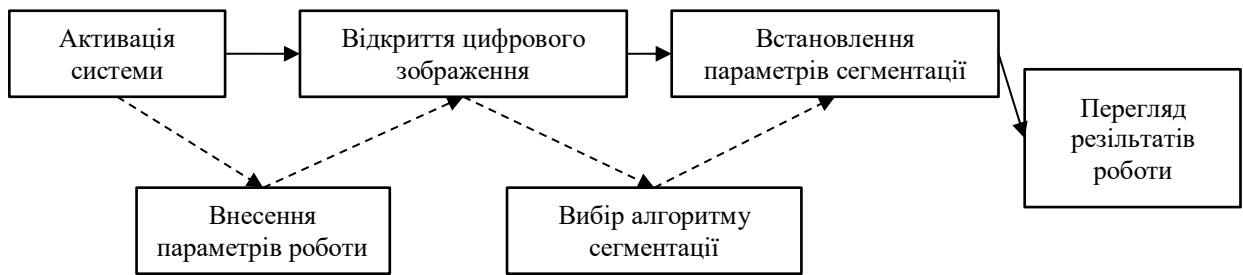 Активація
системи
Відкриття цифрового
зображення
Встановлення
параметрів сегментації
Перегляд
резільтатів
роботи
Внесення
параметрів роботи
Вибір алгоритму
сегментації